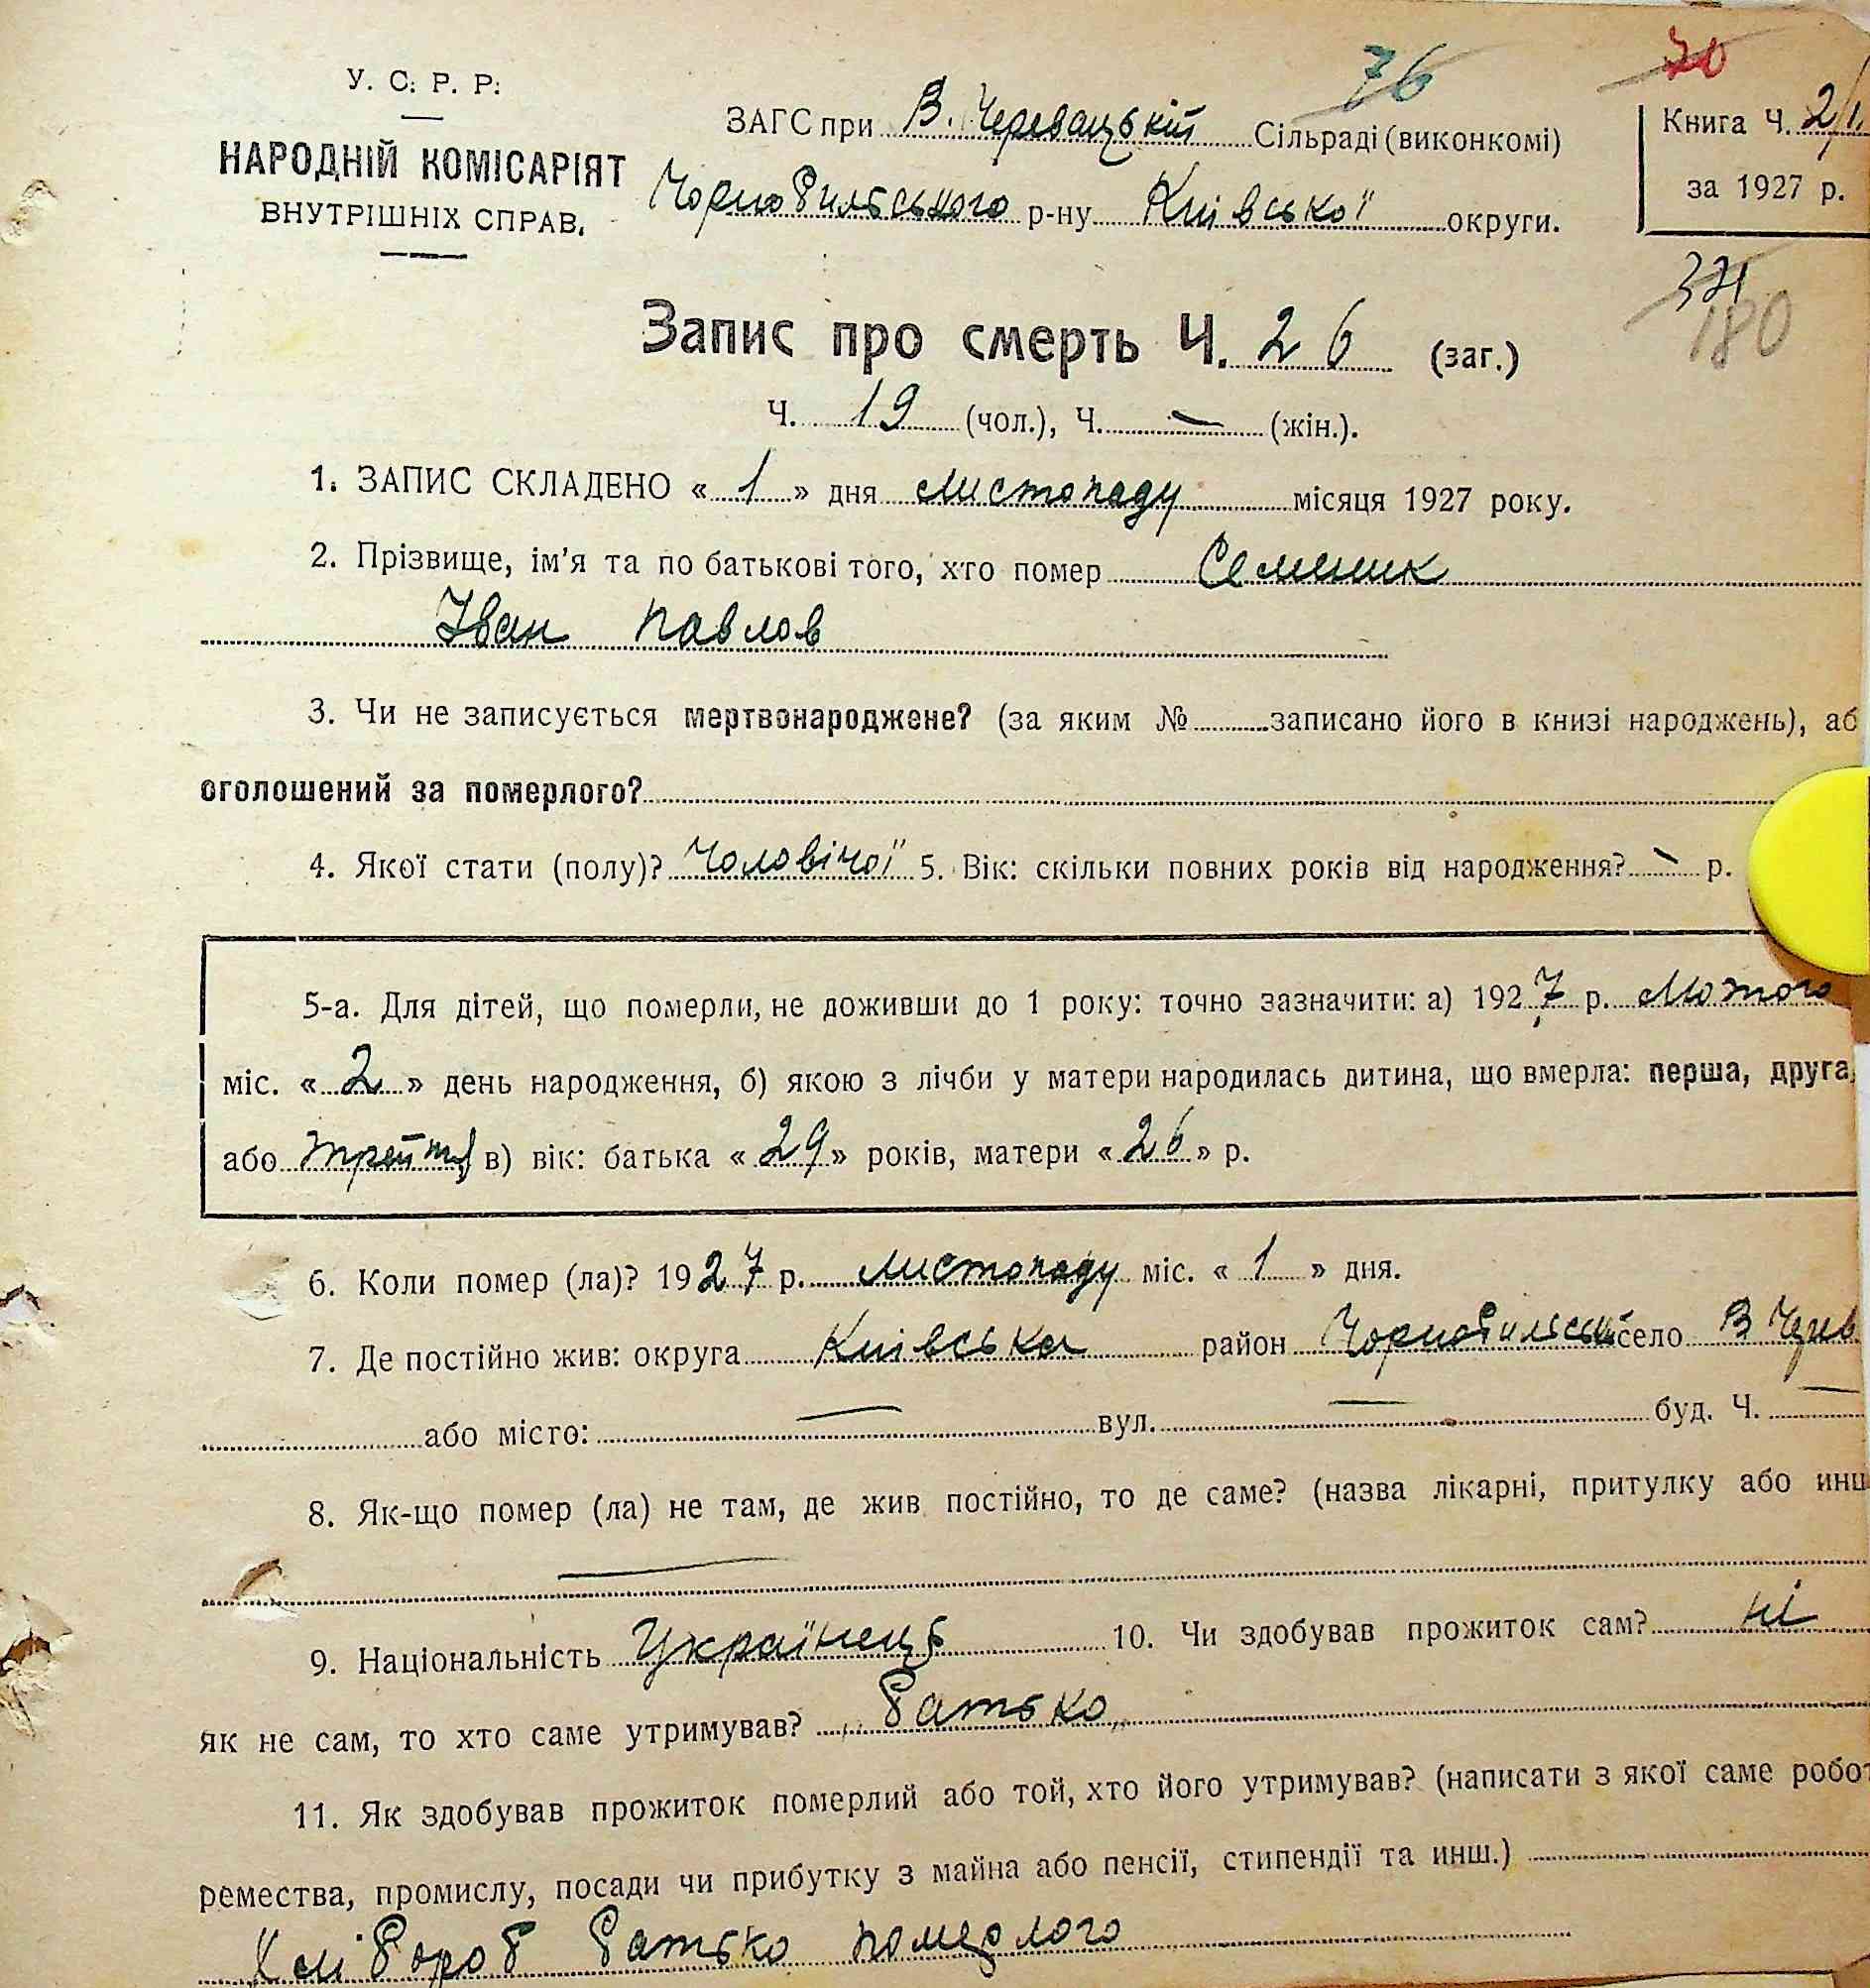 76
70
У. С. Р. Р.
НАРОДНІЙ КОМІСАРІЯТ
ВНУТРІШНІХ СПРАВ.
ЗАГС при В. Черевацькій Сільраді (виконкомі)
Чорнобильського р-ну Київської округи.
Книга Ч. 2/1.
за 1927 р.
180
Запис про смерть Ч. 26 (заг.)
Ч. 19 (чол.), Ч. — (жін.).
1. ЗАПИС СКЛАДЕНО « 1 » дня листопаду місяця 1927 року.
2. Прізвище, ім'я та по батькові того, хто помер Семеник
Іван Павлов
3. Чи не записується мертвонароджене? (за яким № записано його в книзі народжень), аб
оголошений за померлого?
4. Якої стати (полу)? Чоловічої 5. Вік: скільки повних років від народження? – р.
5-а. Для дітей, що померли, не доживши до 1 року: точно зазначити: а) 1927 р. Лютого
міс. « 2 » день народження, б) якою з лічби у матери народилась дитина, що вмерла: перша, друга,
або в) вік: батька « 29 » років, матери « 26 » р.
6. Коли помер (ла)? 1927 р. листопаду міс. « 1 » дня.
7. Де постійно жив: округа Київська район Чорнобильськ село В Черев
або місто: — вул. — буд. Ч. —
8. Як-що помер (ла) не там, де жив постійно, то де саме? (назва лікарні, притулку або инш
—
9. Національність Українець 10. Чи здобував прожиток сам? ні
як не сам, то хто саме утримував? батько
11. Як здобував прожиток померлий або той, хто його утримував? (написати з якої саме робот
ремества, промислу, посади чи прибутку з майна або пенсії, стипендії та инш.)
Хлібороб батько померлого